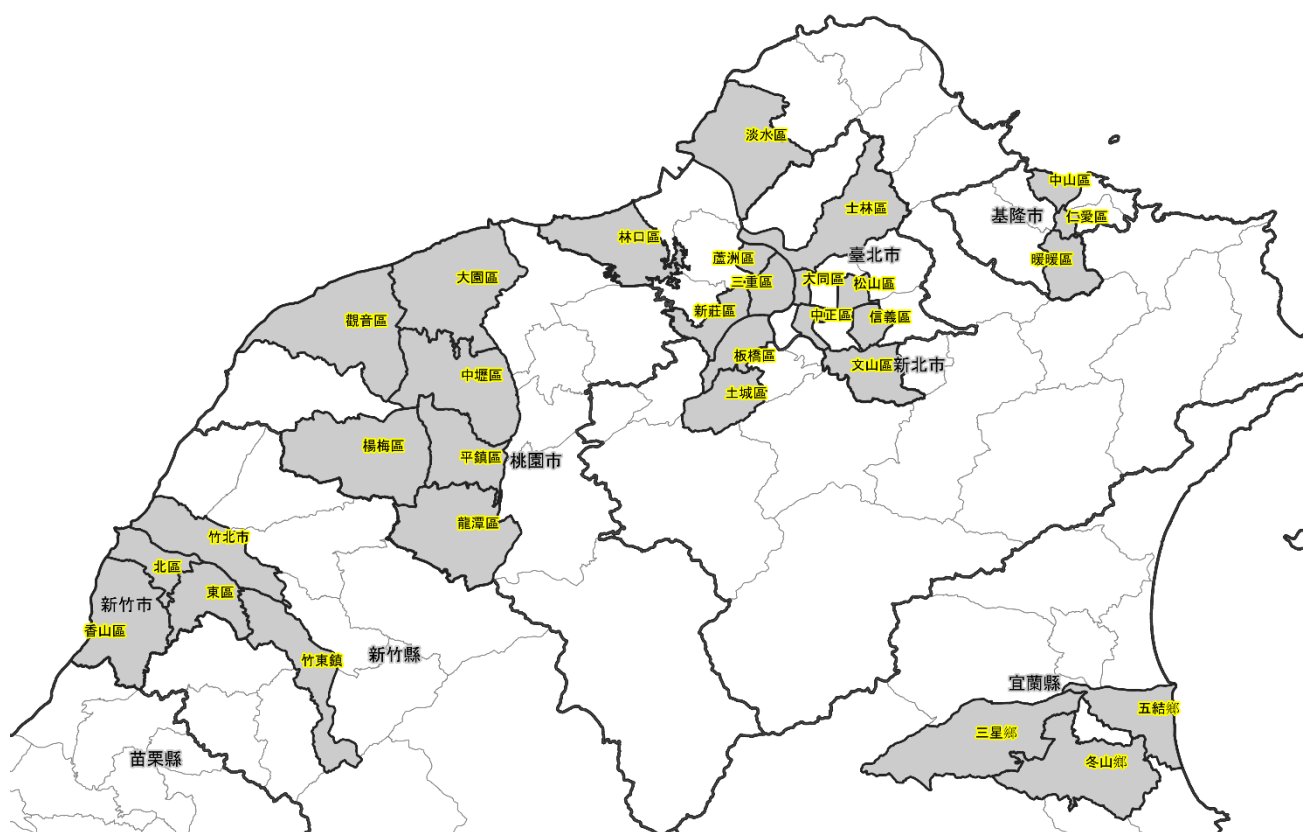 淡水區
中山區
士林區
基隆市
仁愛區
林口區
臺北市
蘆洲區
暖暖區
大園區
三重區
大同區
松山區
觀音區
新莊區
中正區
信義區
板橋區
文山區
新北市
中壢區
土城區
楊梅區
平鎮區
桃園市
龍潭區
竹北市
北區
東區
新竹市
香山區
竹東鎮
新竹縣
宜蘭縣
五結鄉
三星鄉
苗栗縣
冬山鄉